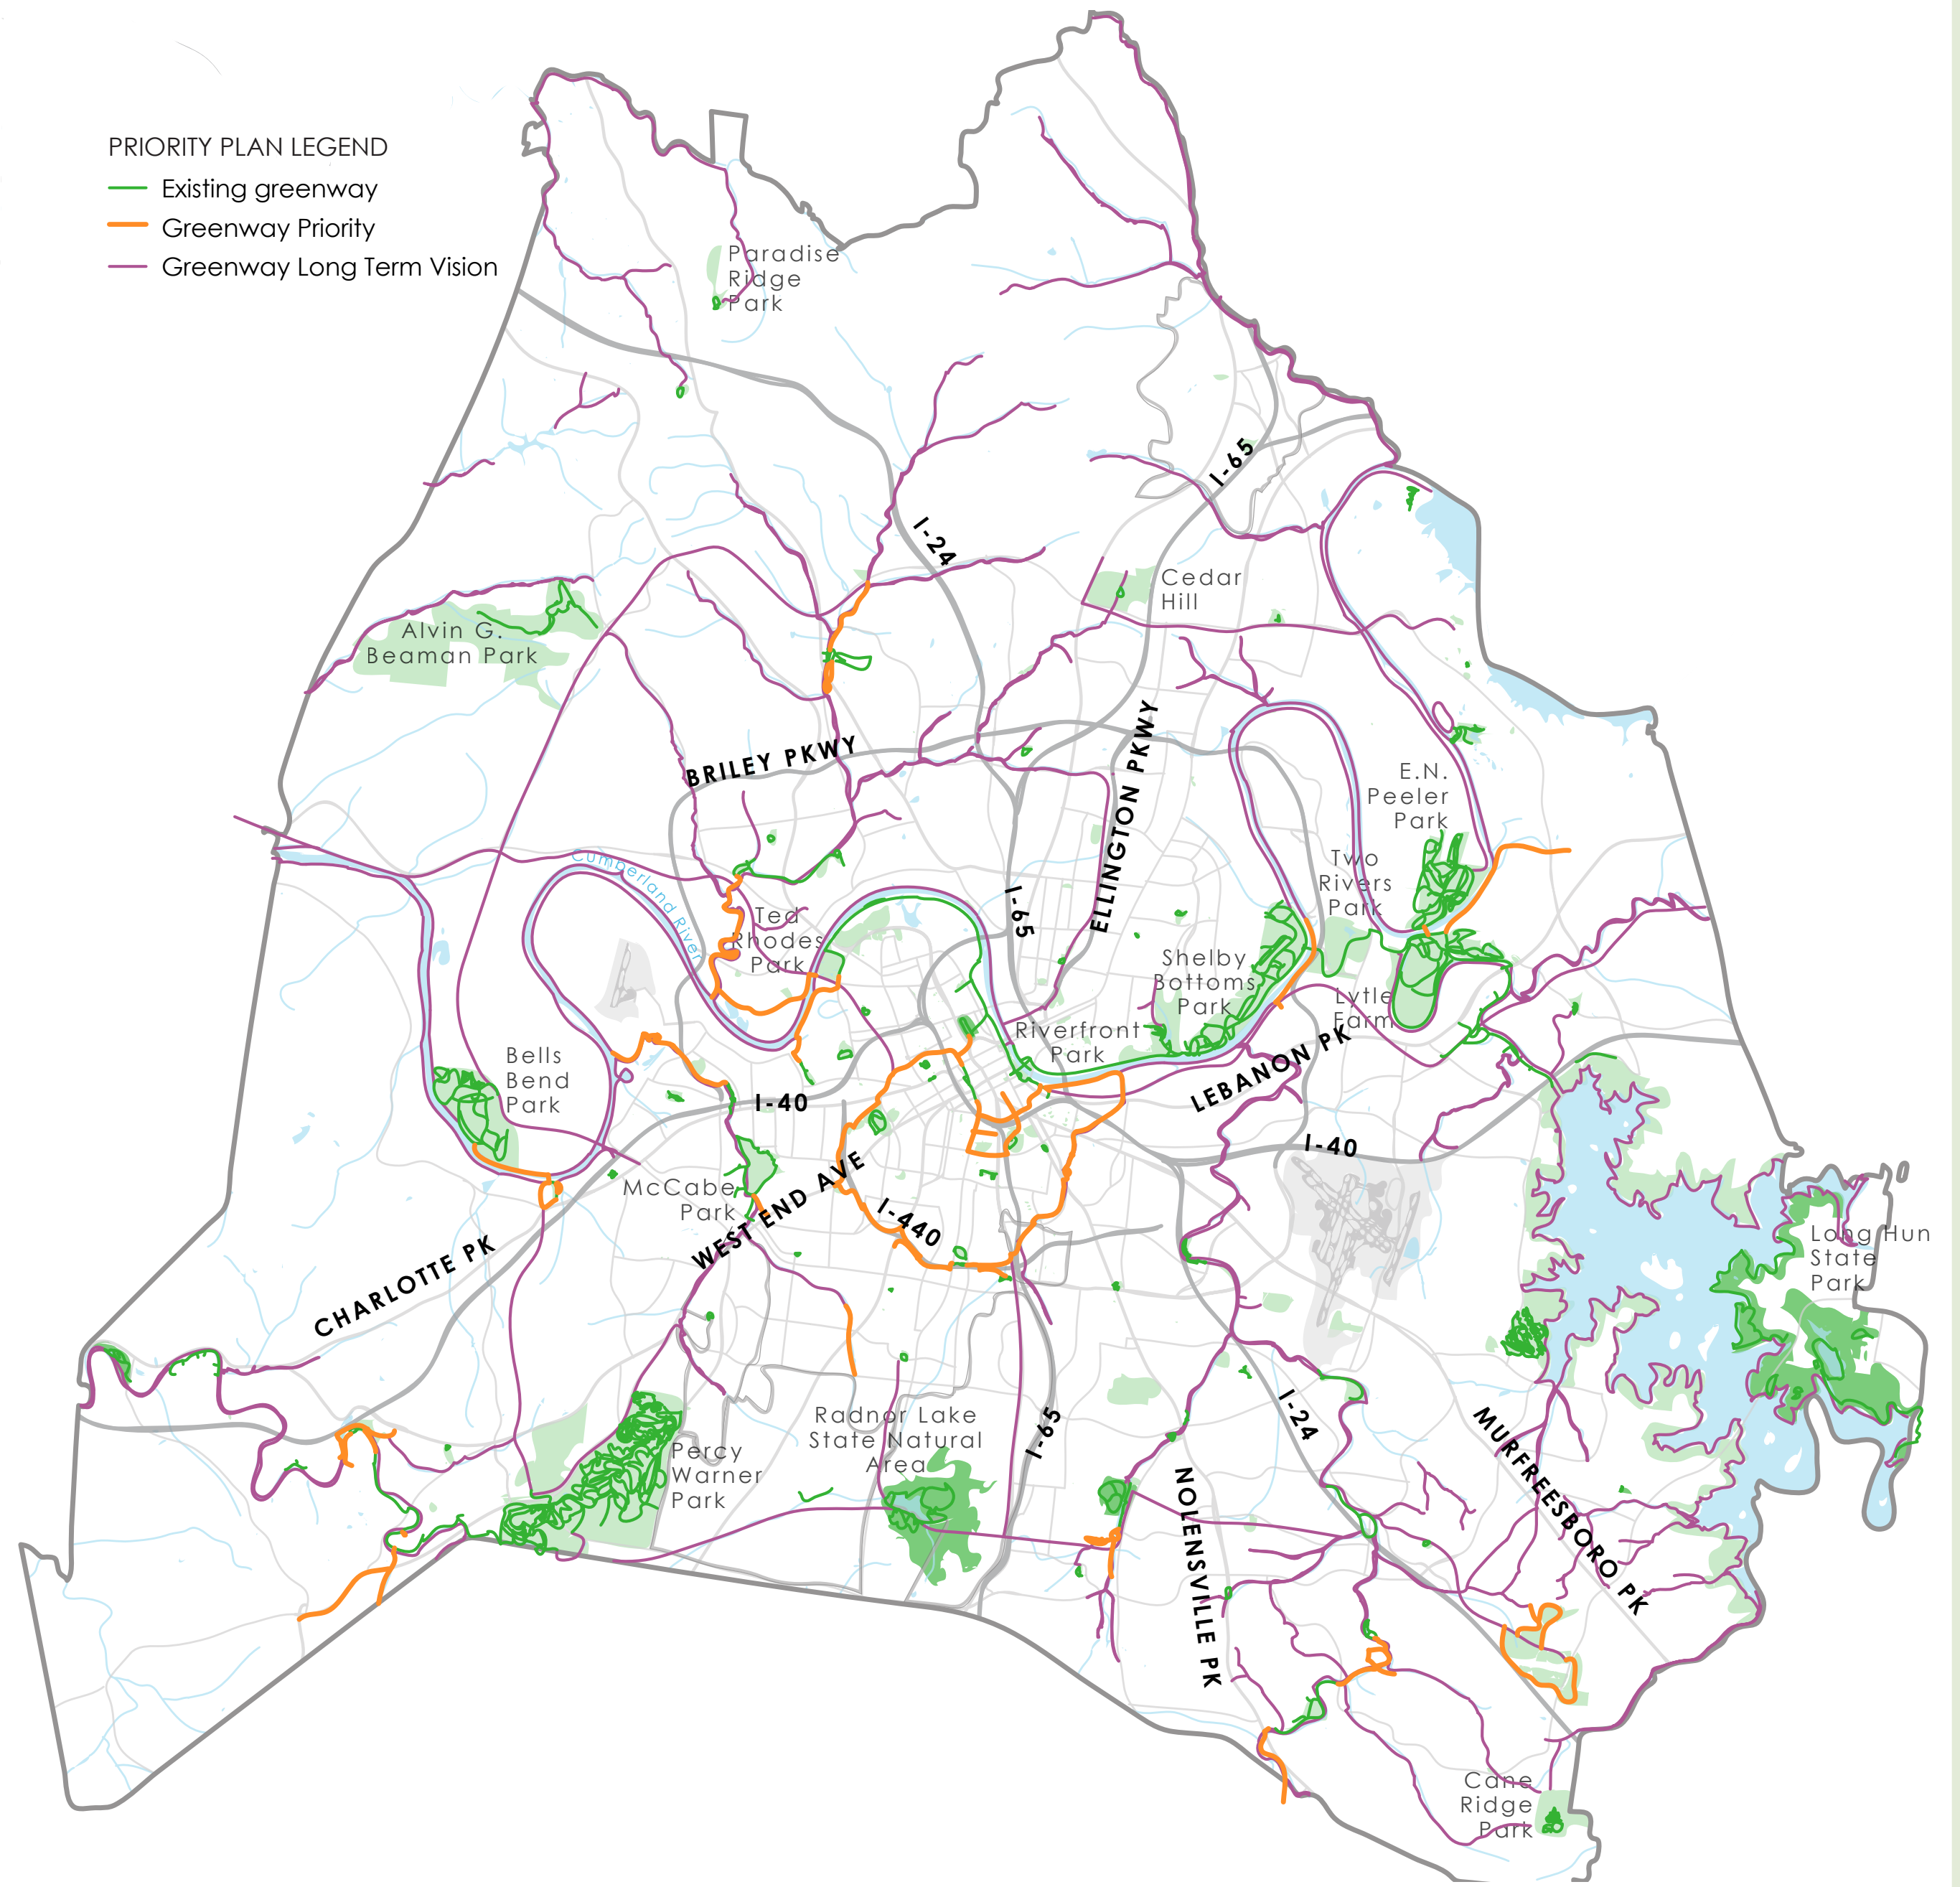 PRIORITY PLAN LEGEND
Existing greenway
Greenway Priority
Greenway Long Term Vision
Paradise
Ridge
Park
I-65
I-24
Cedar
Hill
Alvin G.
Beaman Park
BRILEY PKWY
ELLINGTON PKWY
E.N.
Peeler
Park
Two
Rivers
Park
Cumberland River
I-65
Ted
Rhodes
Park
Shelby
Bottoms
Park
Lytle
Farm
Riverfront
Park
LEBANON PK
Bells
Bend
Park
I-40
I-40
McCabe
Park
WEST END AVE
I-440
CHARLOTTE PK
Long Hun
State
Park
I-24
MURFREESBORO PK
Radnor Lake
State Natural
Area
I-65
Percy
Warner
Park
NOLENSVILLE PK
Cane
Ridge
Park